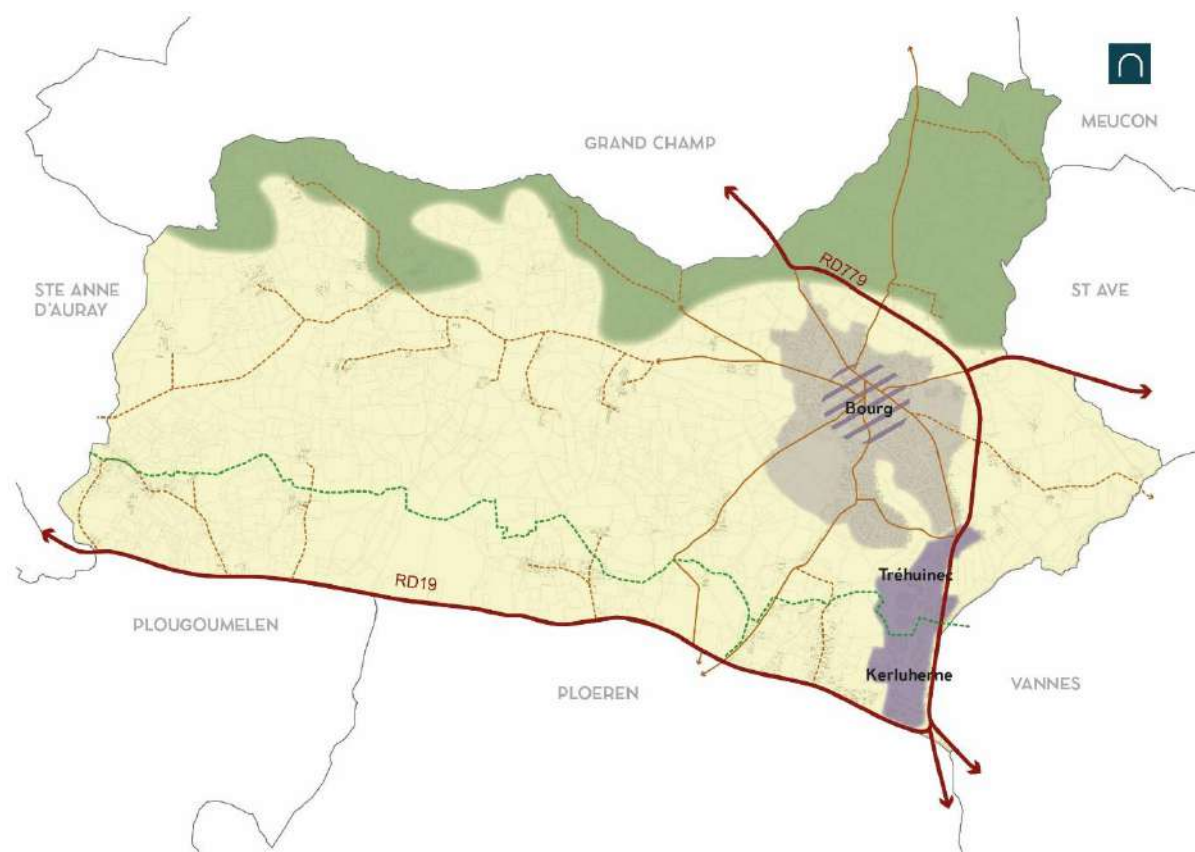 MEUCON
GRAND CHAMP
RD779
STE ANNE
D'AURAY
ST AVE
Bourg
Tréhuinec
RD19
PLOUGOUMELEN
Kerluherne
VANNES
PLOEREN